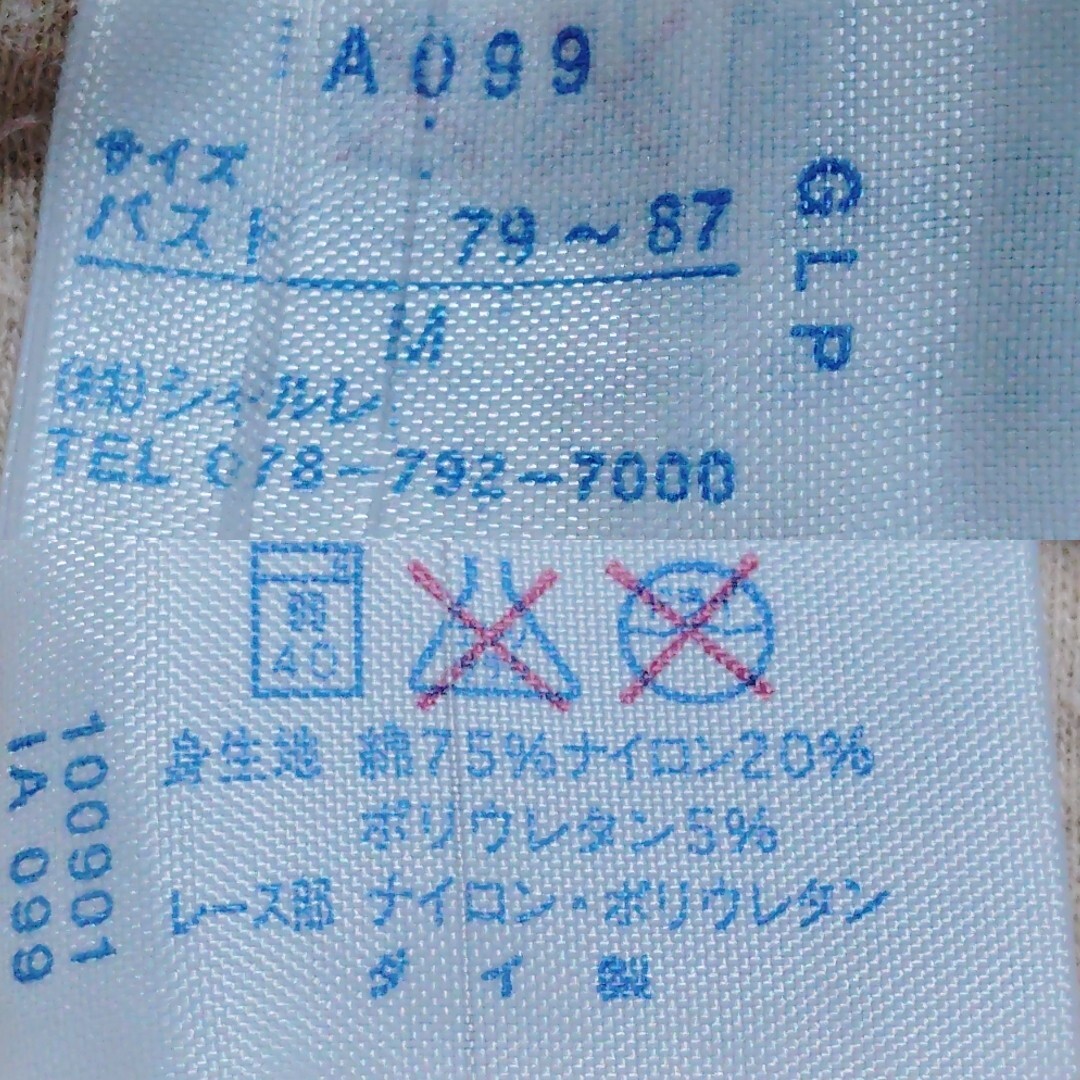 A099
サイズ
バスト 79～87
M
GLP
(株)シャルレ
TEL 078-792-7000
弱
40
身生地 綿75%ナイロン20%
ポリウレタン5%
レース部 ナイロン・ポリウレタン
タイ製
100901
IA 099